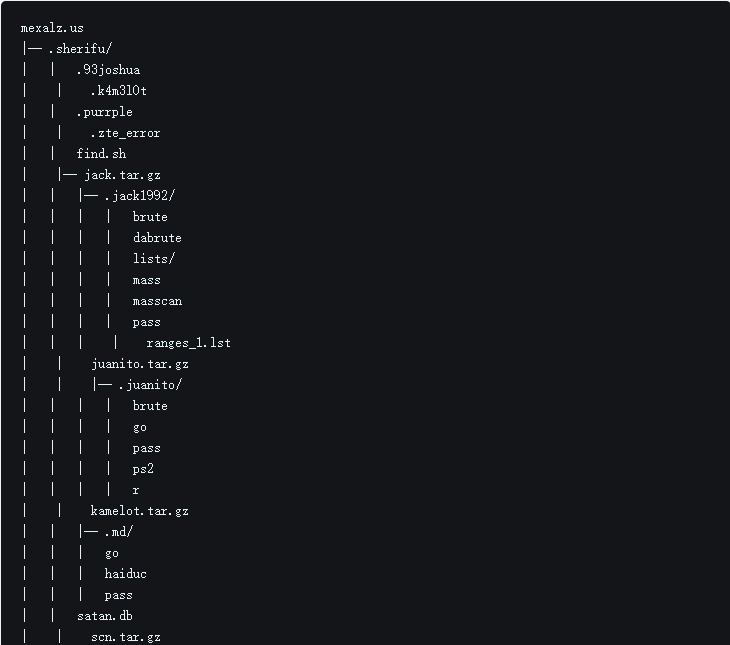 mexalz.us
|── .sherifu/
│   │   .93joshua
│    │    .k4m3l0t
│   │   .purrple
│    │    .zte_error
│   │   find.sh
│    |── jack.tar.gz
│   │   |── .jack1992/
│   │   │   │   brute
│   │   │   │   dabrute
│   │   │   │   lists/
│   │   │   │   mass
│   │   │   │   masscan
│   │   │   │   pass
│   │   │    │    ranges_1.lst
│    │    juanito.tar.gz
│    │    |── .juanito/
│   │   │   │   brute
│   │   │   │   go
│   │   │   │   pass
│   │   │   │   ps2
│   │   │   │   r
│    │    kamelot.tar.gz
│   │   |── .md/
│   │   │   go
│   │   │   haiduc
│   │   │   pass
│   │   satan.db
│    │    scn.tar.gz